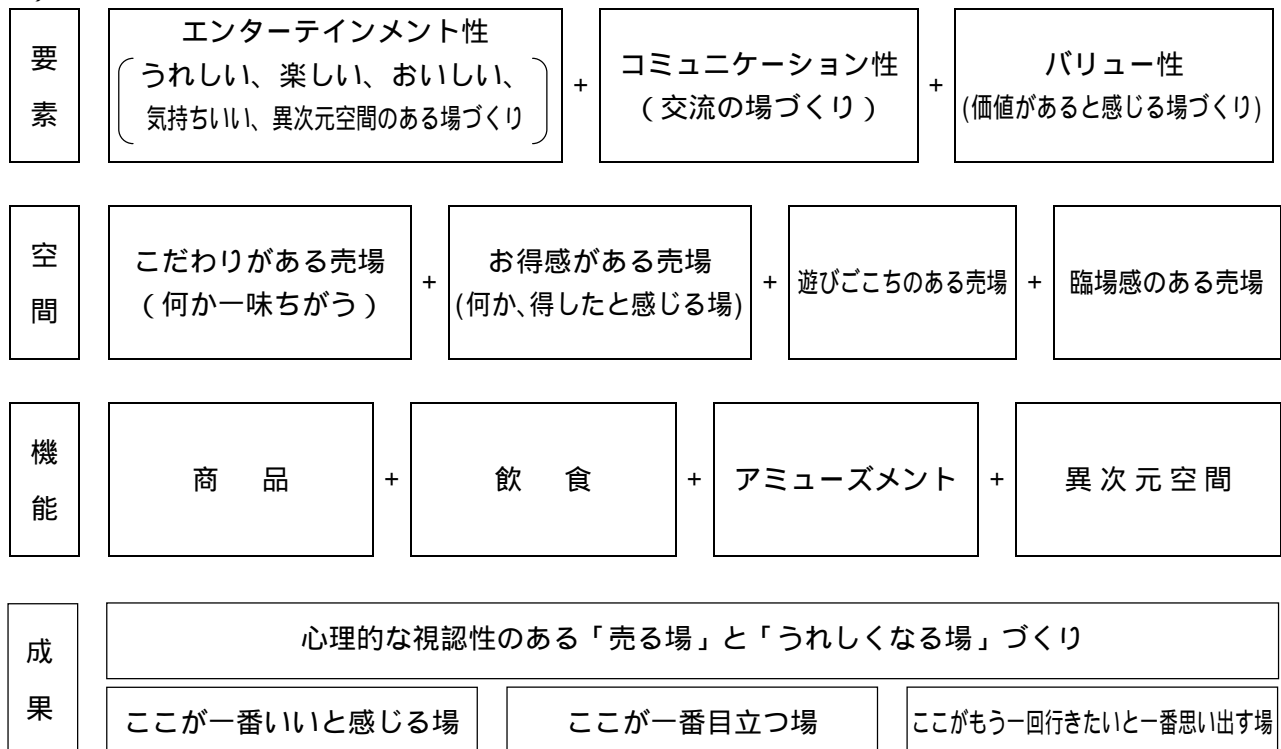 要素
エンターテインメント性
うれしい、楽しい、おいしい、
気持ちいい、異次元空間のある場づくり
+
コミュニケーション性
(交流の場づくり)
+
バリュー性
(価値があると感じる場づくり)
空間
こだわりがある売場
(何か一味ちがう)
+
お得感がある売場
(何か、得したと感じる場)
+
遊びごこちのある売場
+
臨場感のある売場
機能
商 品
+
飲 食
+
アミューズメント
+
異次元空間
成果
心理的な視認性のある「売る場」と「うれしくなる場」づくり
ここが一番いいと感じる場
ここが一番目立つ場
ここがもう一回行きたいと一番思い出す場